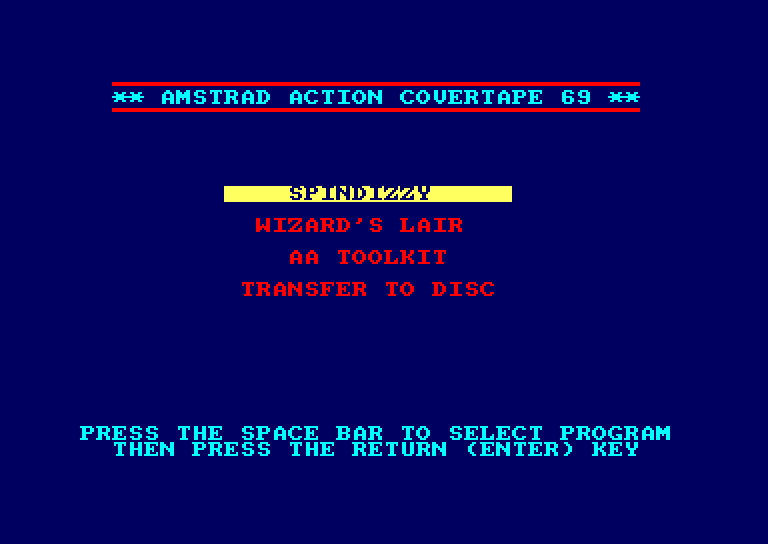 ** AMSTRAD ACTION COVERTAPE 69 **
SPINDIZZY
WIZARD'S LAIR
AA TOOLKIT
TRANSFER TO DISC
PRESS THE SPACE BAR TO SELECT PROGRAM
THEN PRESS THE RETURN (ENTER) KEY